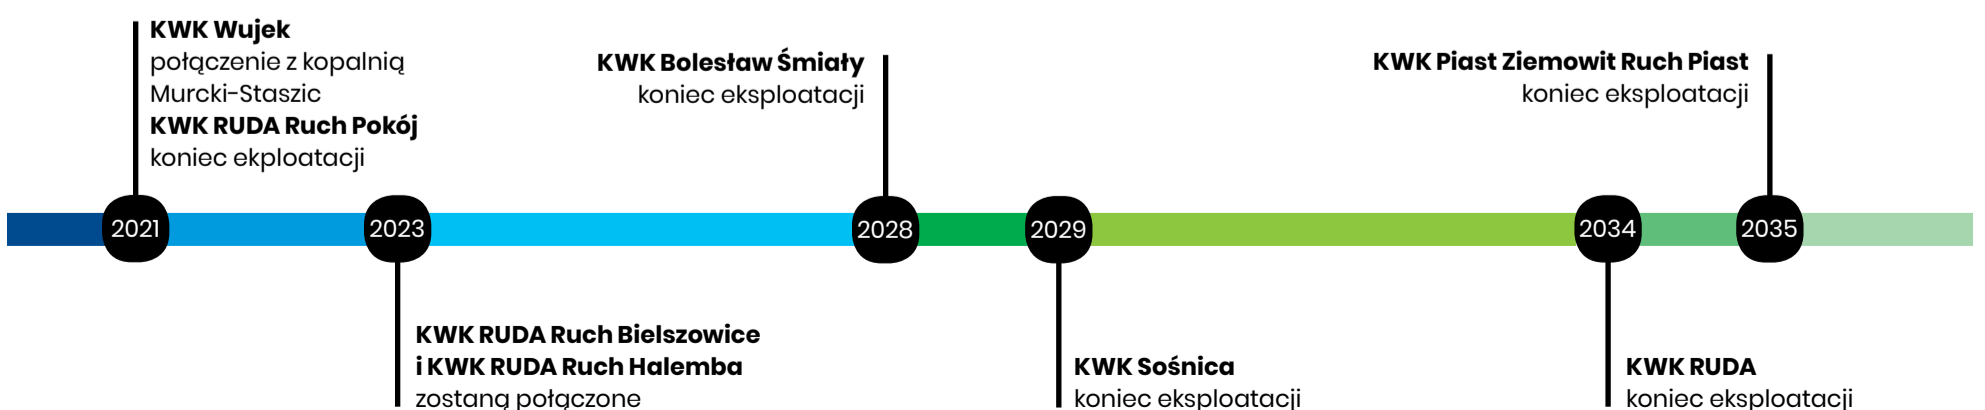 KWK Wujek
połączenie z kopalnią
Murcki-Staszic
KWK RUDA Ruch Pokój
koniec ekploatacji
KWK Bolesław Śmiały
koniec eksploatacji
KWK Piast Ziemowit Ruch Piast
koniec eksploatacji
2021
2023
2028
2029
2034
2035
KWK RUDA Ruch Bielszowice
i KWK RUDA Ruch Halemba
zostaną połączone
KWK Sośnica
koniec eksploatacji
KWK RUDA
koniec eksploatacji